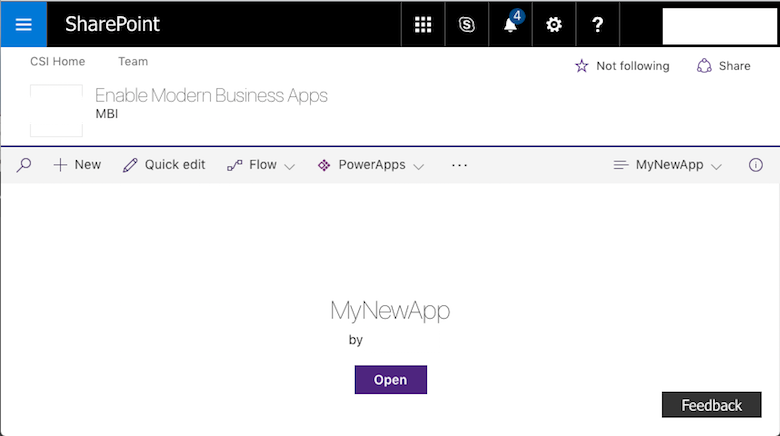 SharePoint
4
?
CSI Home Team
Not following Share
Enable Modern Business Apps
MBI
New Quick edit Flow PowerApps ... MyNewApp
MyNewApp
by
Open
Feedback